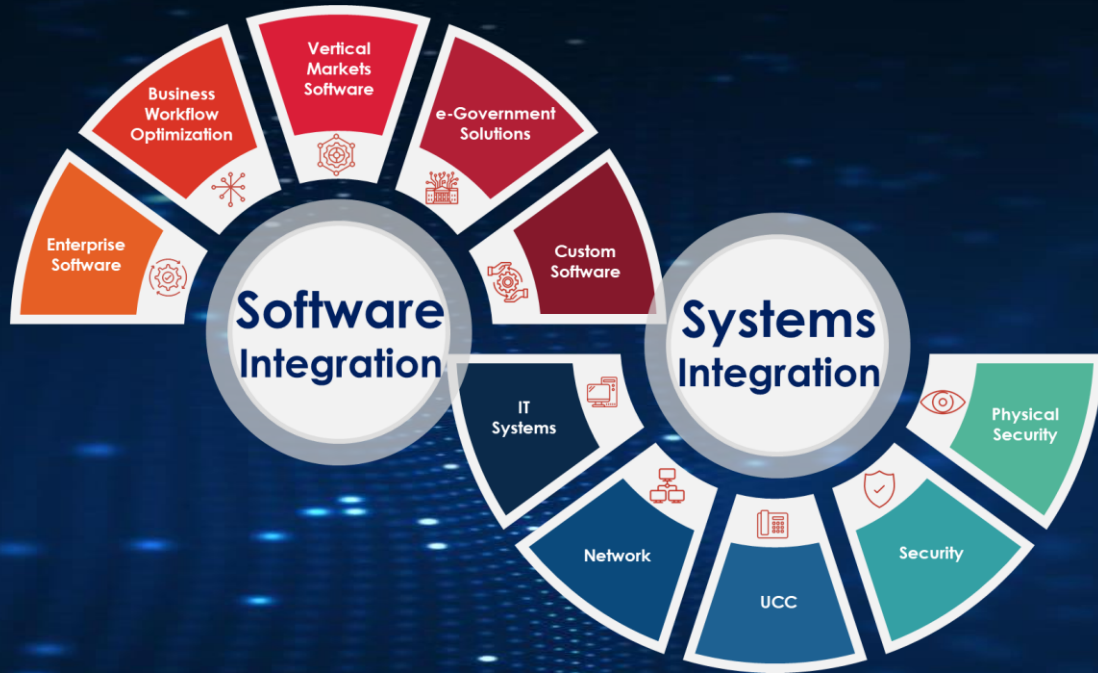 Vertical
Markets
Software
Business
Workflow
Optimization
e-Government
Solutions
Enterprise
Software
Custom
Software
Software
Integration
Systems
Integration
IT
Systems
Physical
Security
Network
Security
UCC